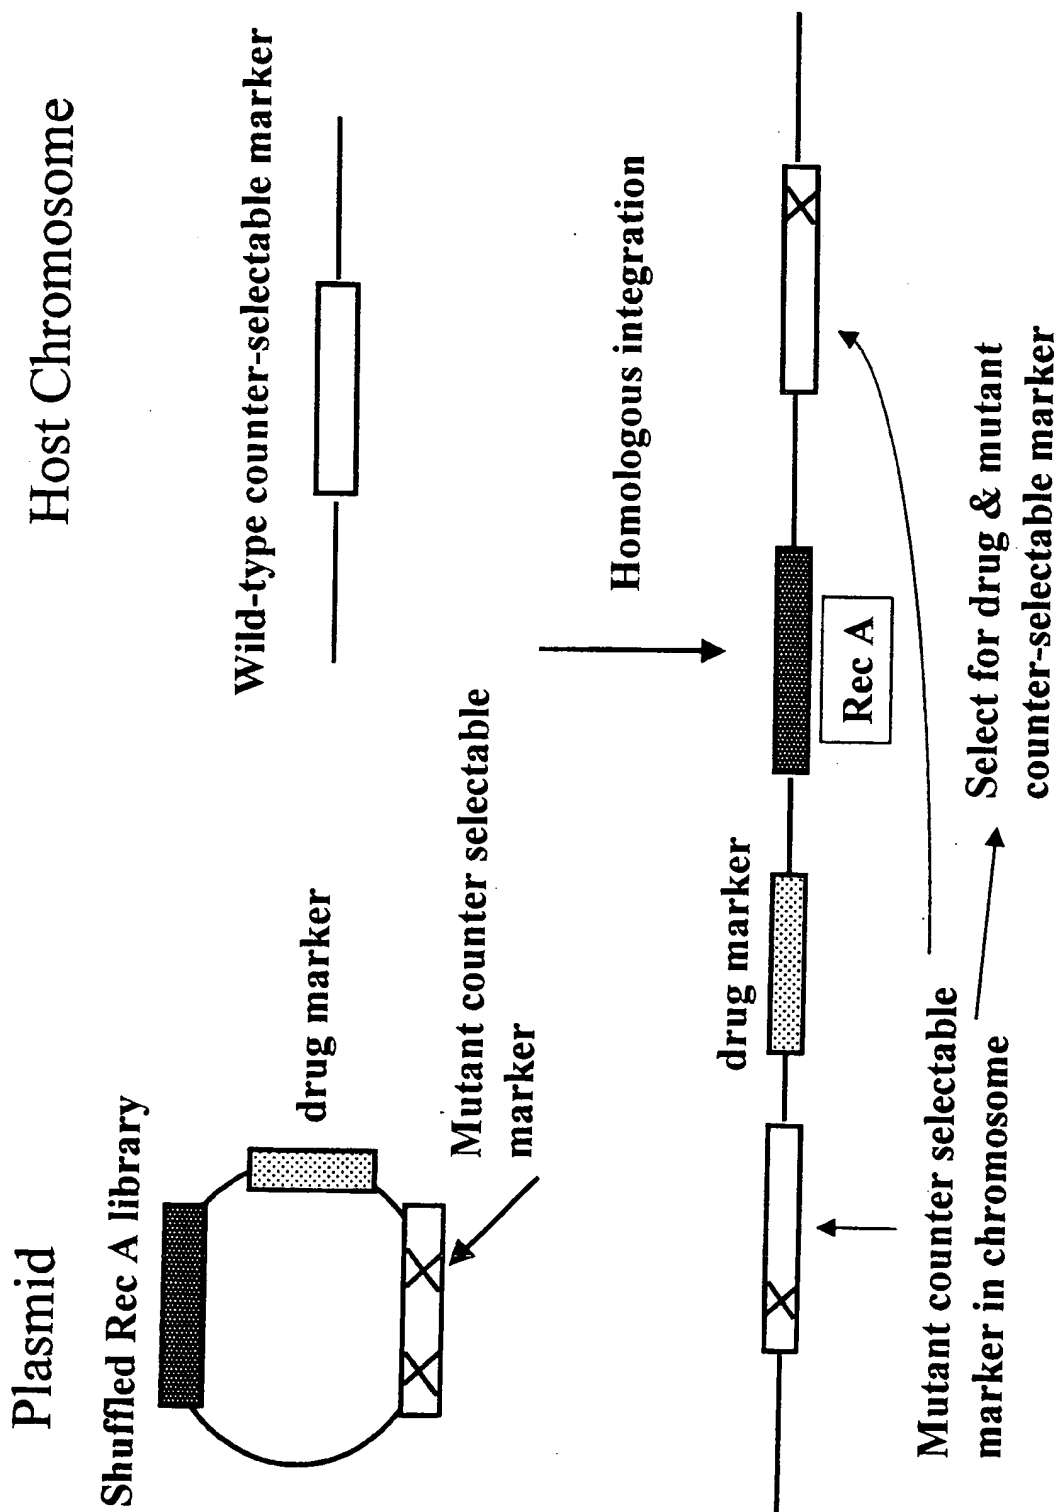 Plasmid
Host Chromosome
Shuffled Rec A library
drug marker
Mutant counter selectable
marker
Wild-type counter-selectable marker
Homologous integration
drug marker
Rec A
Mutant counter selectable
marker in chromosome
Select for drug & mutant
counter-selectable marker